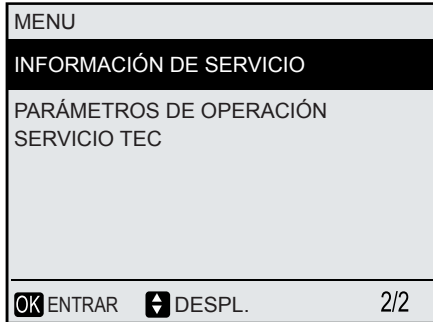 MENU
INFORMACIÓN DE SERVICIO
PARÁMETROS DE OPERACIÓN
SERVICIO TEC
OK ENTRAR DESPL. 2/2